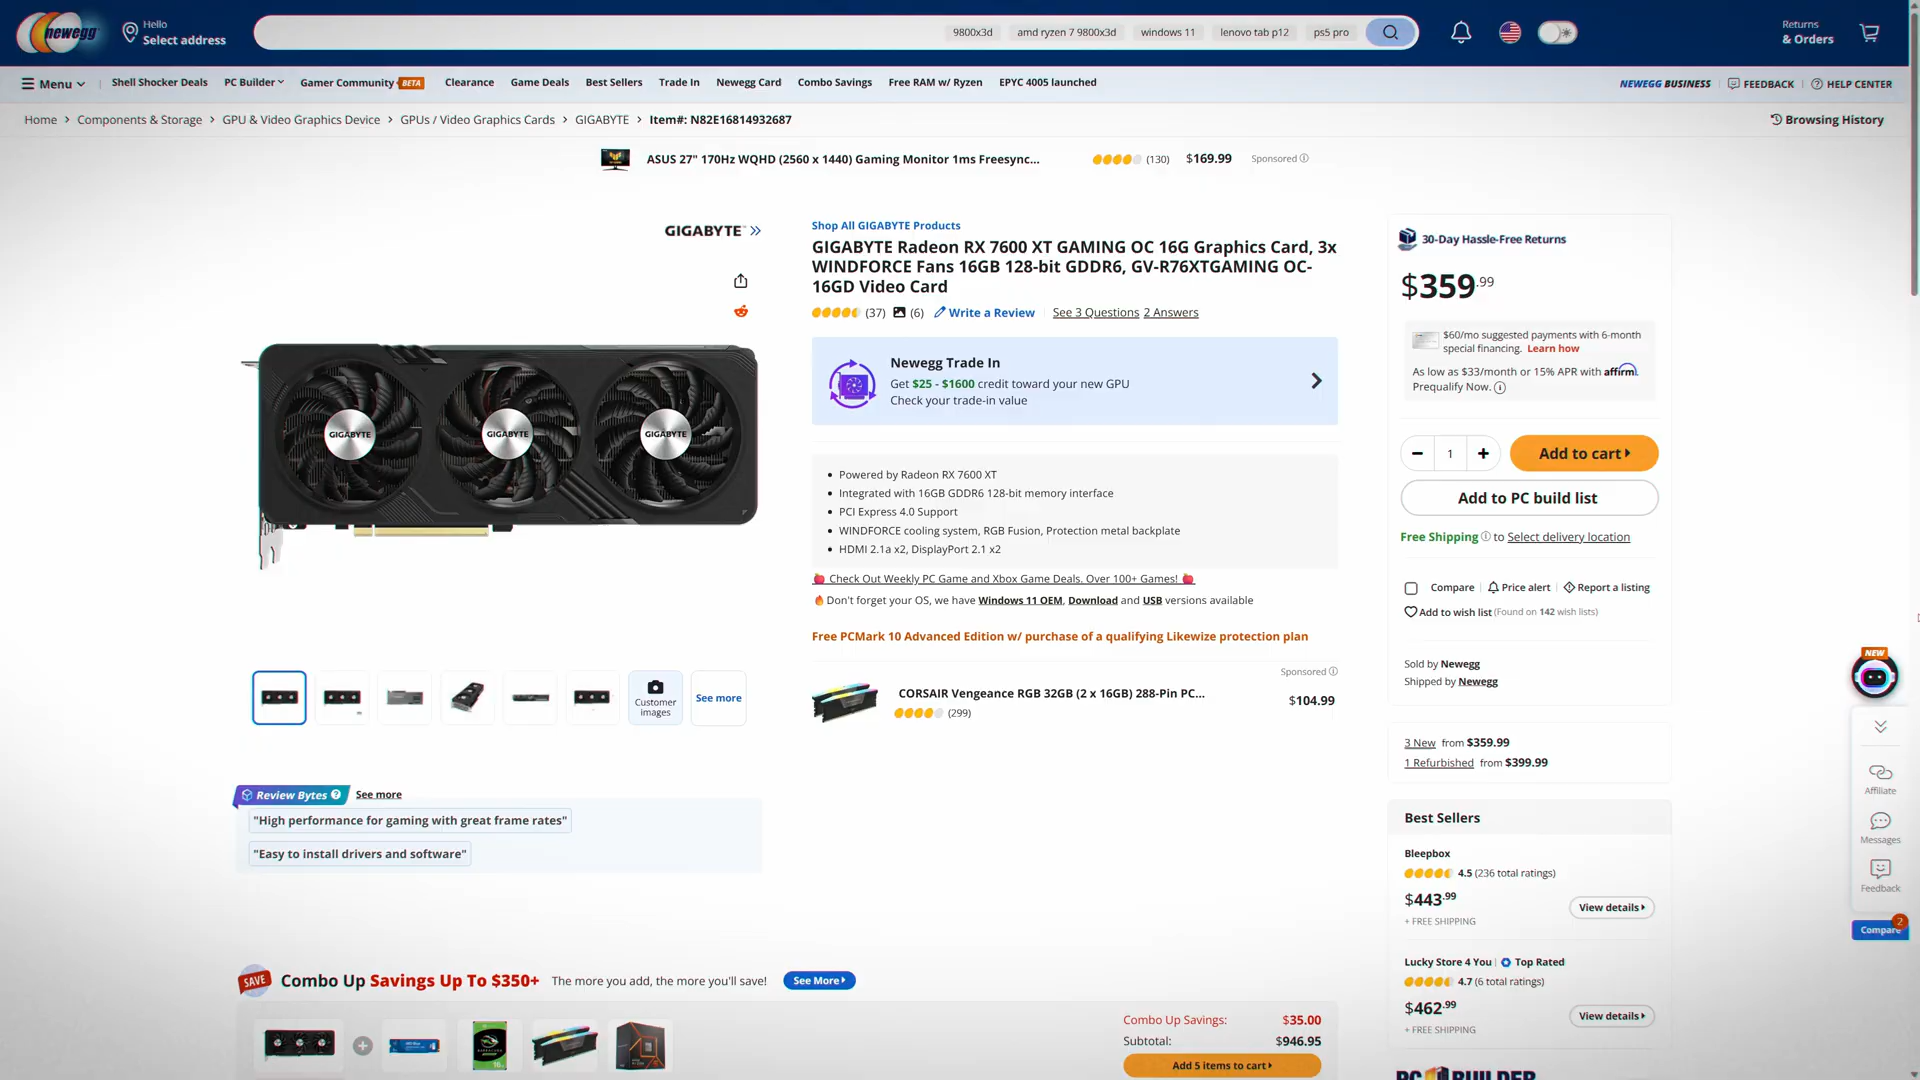 newegg
Hello
Select address
9800x3d
amd ryzen 7 9800x3d
windows 11
lenovo tab p12
ps5 pro
Returns
& Orders
Menu
Shell Shocker Deals
PC Builder
Gamer Community BETA
Clearance
Game Deals
Best Sellers
Trade In
Newegg Card
Combo Savings
Free RAM w/ Ryzen
EPYC 4005 launched
NEWEGG BUSINESS
FEEDBACK
HELP CENTER
Home
Components & Storage
GPU & Video Graphics Device
GPUs / Video Graphics Cards
GIGABYTE
Item#: N82E16814932687
Browsing History
ASUS 27" 170Hz WQHD (2560 x 1440) Gaming Monitor 1ms Freesync...
(130)
$169.99
Sponsored
GIGABYTE
Shop All GIGABYTE Products
GIGABYTE Radeon RX 7600 XT GAMING OC 16G Graphics Card, 3x
WINDFORCE Fans 16GB 128-bit GDDR6, GV-R76XTGAMING OC-
16GD Video Card
(37) (6) Write a Review See 3 Questions 2 Answers
Newegg Trade In
Get $25 - $1600 credit toward your new GPU
Check your trade-in value
GIGABYTE
GIGABYTE
GIGABYTE
Powered by Radeon RX 7600 XT
Integrated with 16GB GDDR6 128-bit memory interface
PCI Express 4.0 Support
WINDFORCE cooling system, RGB Fusion, Protection metal backplate
HDMI 2.1a x2, DisplayPort 2.1 x2
Check Out Weekly PC Game and Xbox Game Deals. Over 100+ Games!
Don't forget your OS, we have Windows 11 OEM, Download and USB versions available
Free PCMark 10 Advanced Edition w/ purchase of a qualifying Likewize protection plan
Sponsored
CORSAIR Vengeance RGB 32GB (2 x 16GB) 288-Pin PC...
(299)
$104.99
Customer
images
See more
Review Bytes
See more
"High performance for gaming with great frame rates"
"Easy to install drivers and software"
SAVE
Combo Up Savings Up To $350+
The more you add, the more you'll save!
See More
Combo Up Savings: $35.00
Subtotal: $946.95
Add 5 items to cart
30-Day Hassle-Free Returns
$359.99
$60/mo suggested payments with 6-month
special financing. Learn how
As low as $33/month or 15% APR with affirm.
Prequalify Now.
1
Add to cart
Add to PC build list
Free Shipping to Select delivery location
Compare
Price alert
Report a listing
Add to wish list (Found on 142 wish lists)
Sold by Newegg
Shipped by Newegg
3 New from $359.99
1 Refurbished from $399.99
Best Sellers
Bleepbox
4.5 (236 total ratings)
$443.99
+ FREE SHIPPING
View details
Lucky Store 4 You
Top Rated
4.7 (6 total ratings)
$462.99
+ FREE SHIPPING
View details
PC BUILDER
NEW
Affiliate
Messages
Feedback
2
Compare